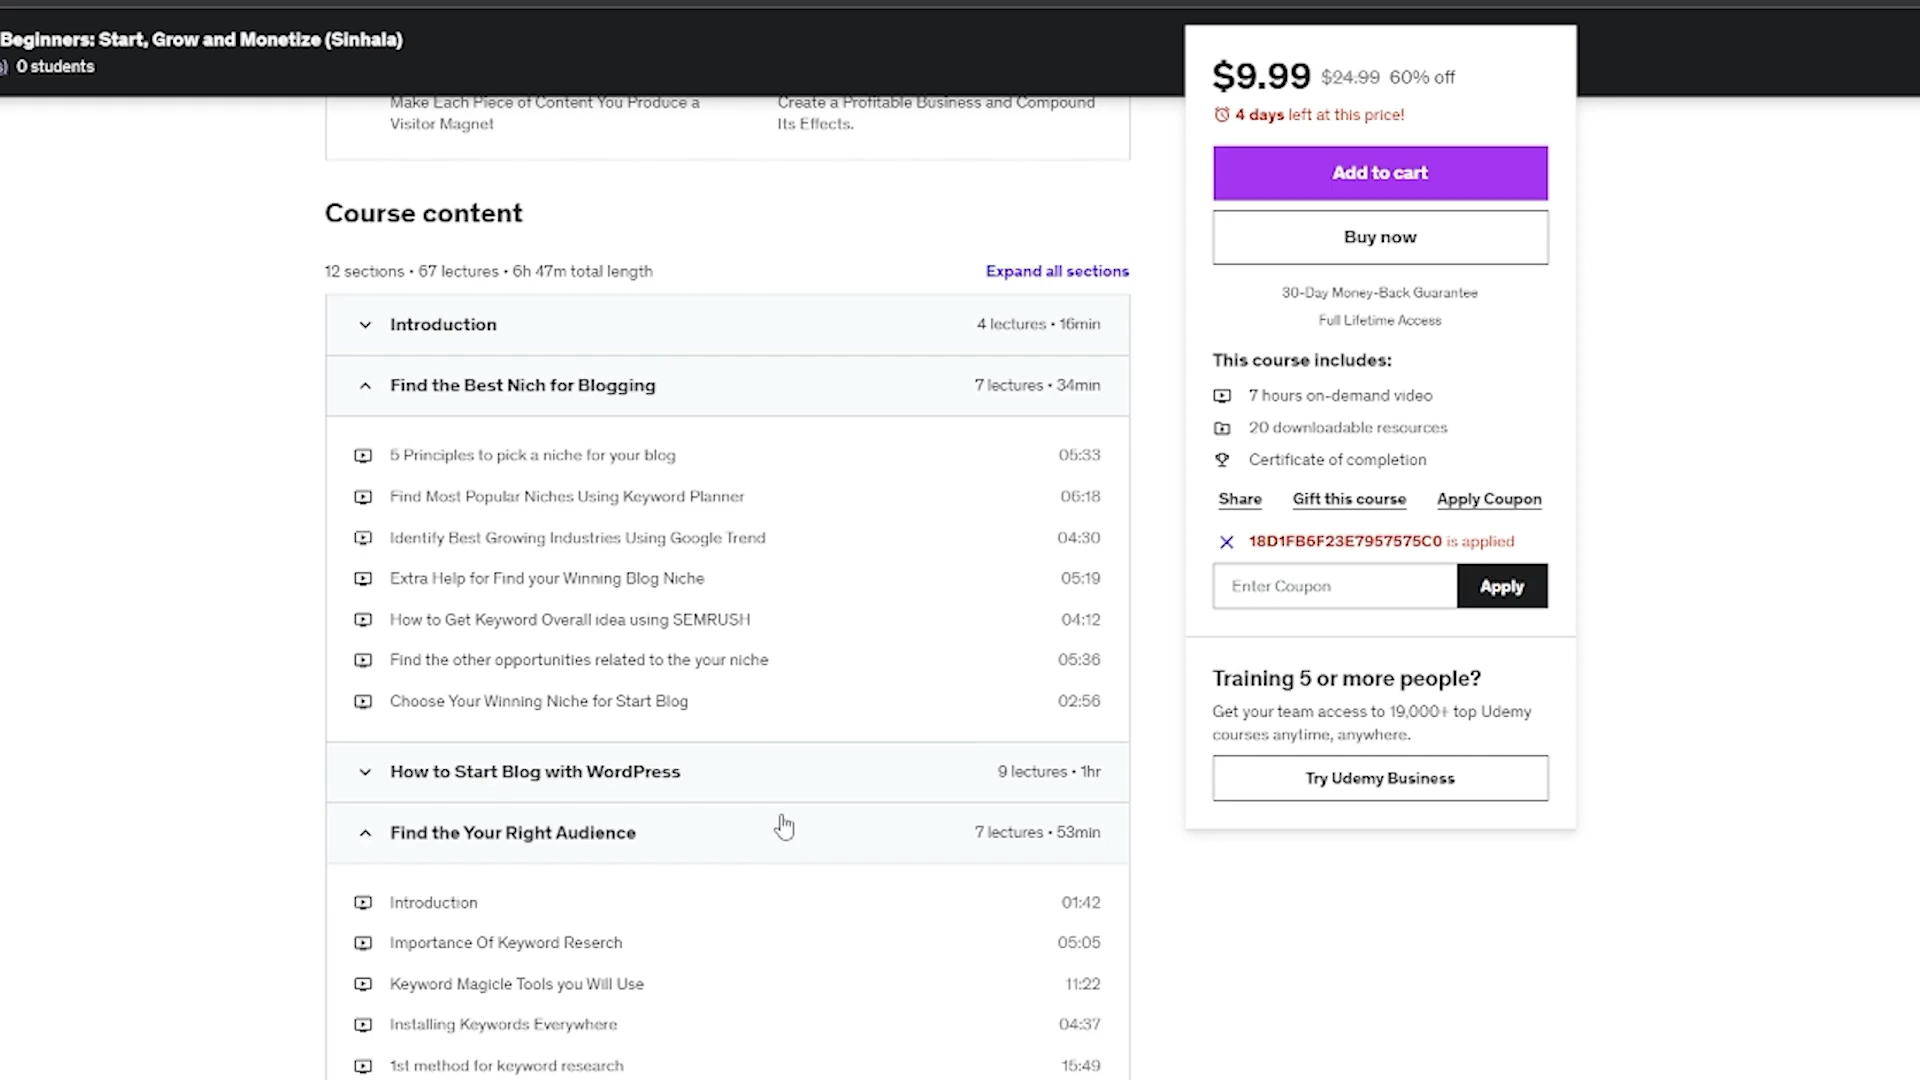 Beginners: Start, Grow and Monetize (Sinhala)
s) 0 students
Make Each Piece of Content You Produce a
Visitor Magnet
Create a Profitable Business and Compound
Its Effects.
Course content
12 sections • 67 lectures • 6h 47m total length
Expand all sections
Introduction
4 lectures • 16min
Find the Best Nich for Blogging
7 lectures • 34min
5 Principles to pick a niche for your blog
05:33
Find Most Popular Niches Using Keyword Planner
06:18
Identify Best Growing Industries Using Google Trend
04:30
Extra Help for Find your Winning Blog Niche
05:19
How to Get Keyword Overall idea using SEMRUSH
04:12
Find the other opportunities related to the your niche
05:36
Choose Your Winning Niche for Start Blog
02:56
How to Start Blog with WordPress
9 lectures • 1hr
Find the Your Right Audience
7 lectures • 53min
Introduction
01:42
Importance Of Keyword Reserch
05:05
Keyword Magicle Tools you Will Use
11:22
Installing Keywords Everywhere
04:37
1st method for keyword research
15:49
$9.99 $24.99 60% off
4 days left at this price!
Add to cart
Buy now
30-Day Money-Back Guarantee
Full Lifetime Access
This course includes:
7 hours on-demand video
20 downloadable resources
Certificate of completion
Share Gift this course Apply Coupon
18D1FB6F23E7957575C0 is applied
Enter Coupon
Apply
Training 5 or more people?
Get your team access to 19,000+ top Udemy
courses anytime, anywhere.
Try Udemy Business